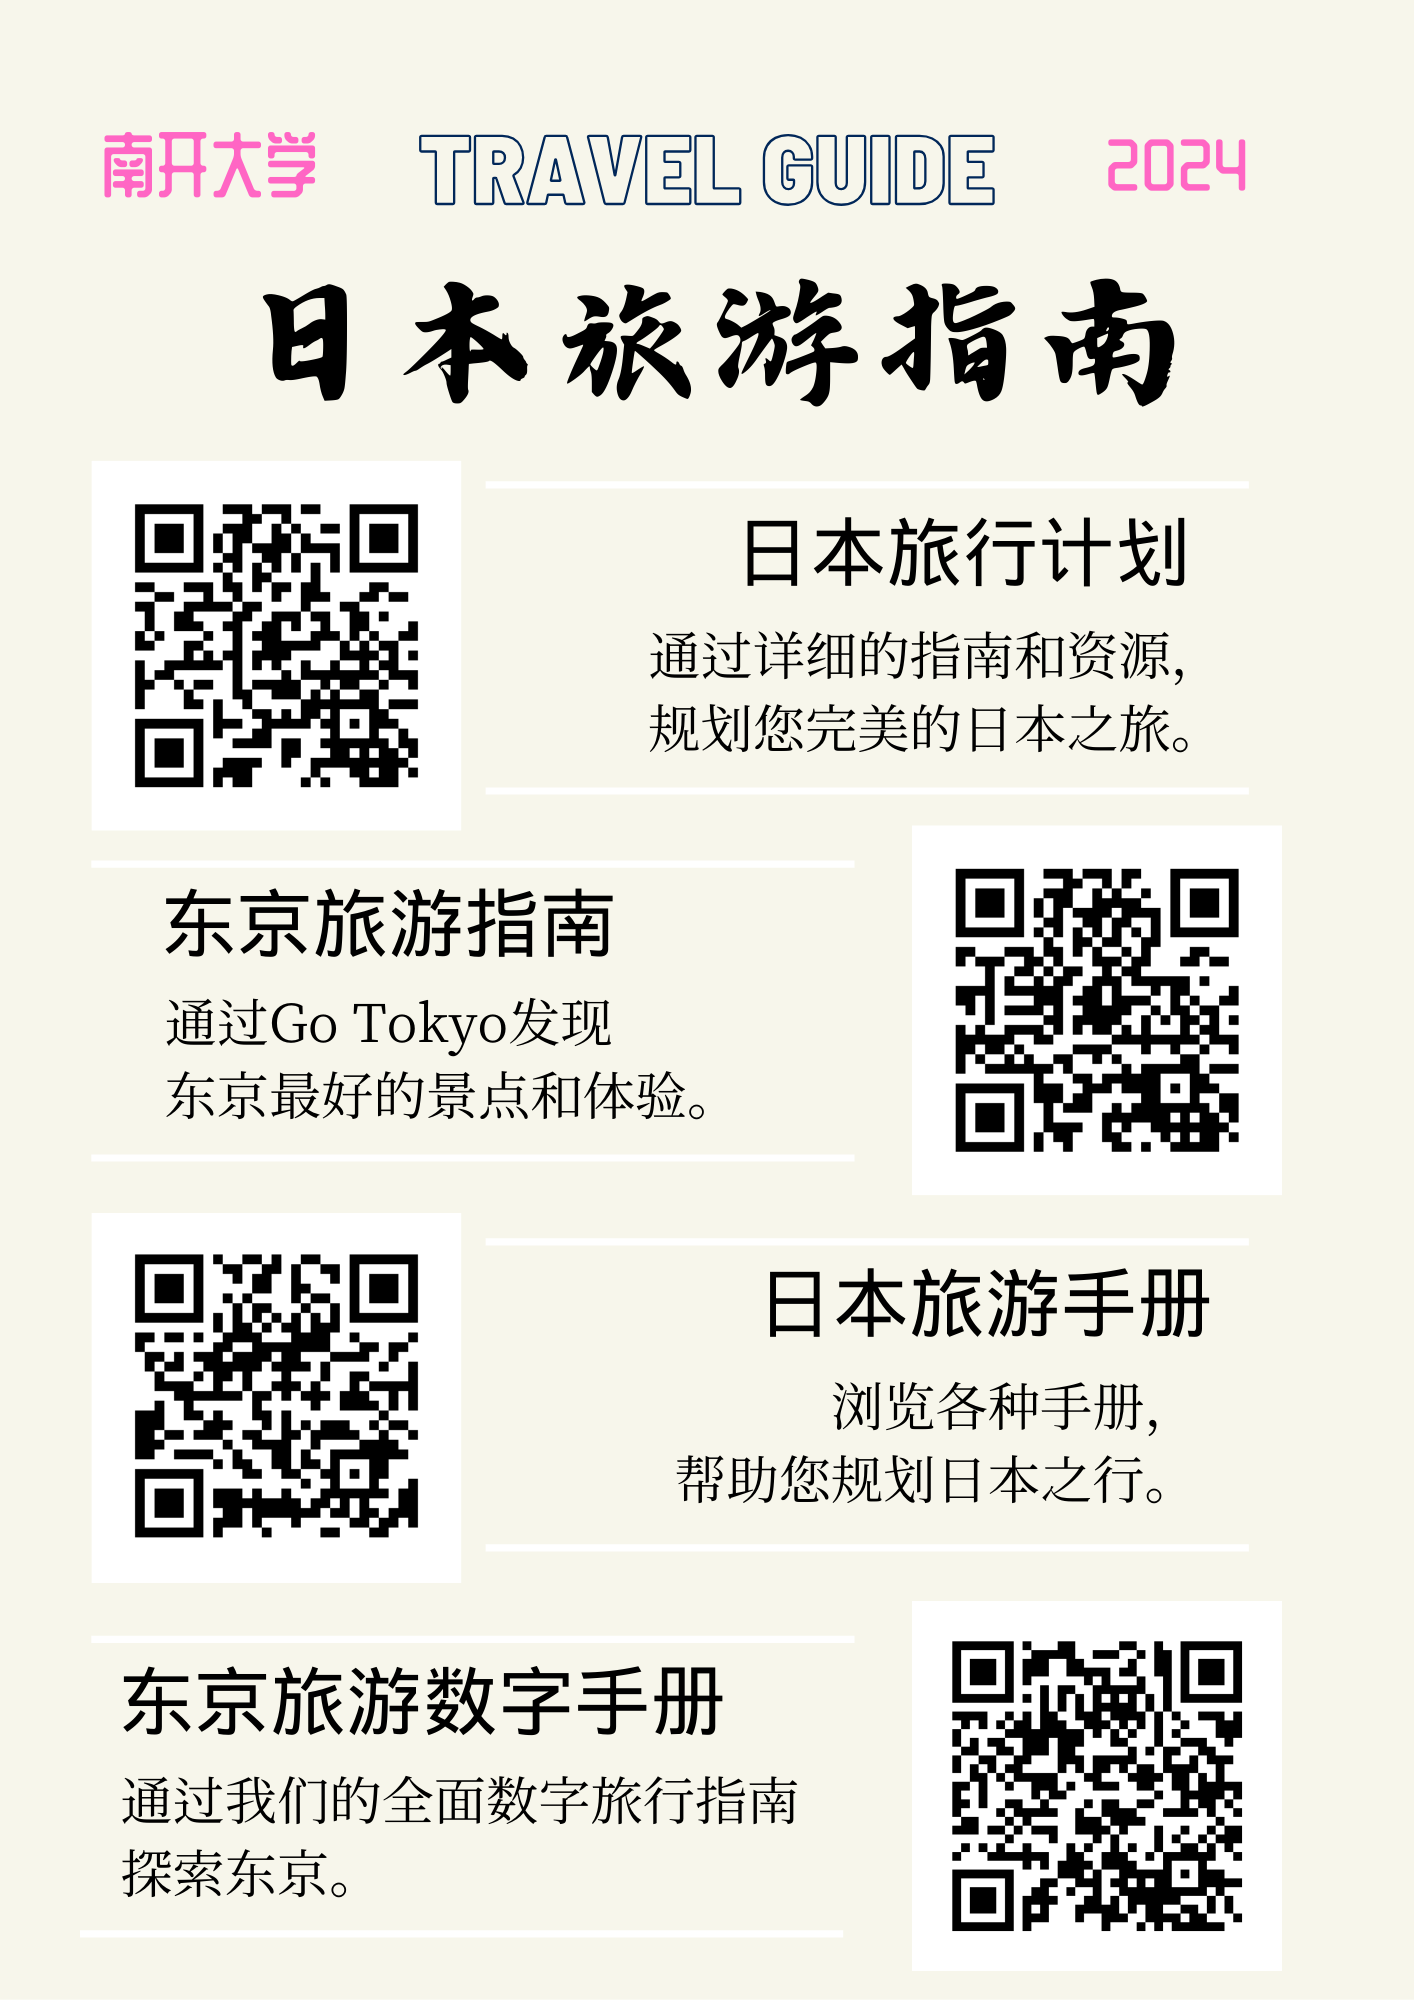 南开大学 TRAVEL GUIDE 2024
日本旅游指南
日本旅行计划
通过详细的指南和资源，
规划您完美的日本之旅。
东京旅游指南
通过Go Tokyo发现
东京最好的景点和体验。
日本旅游手册
浏览各种手册，
帮助您规划日本之行。
东京旅游数字手册
通过我们的全面数字旅行指南
探索东京。